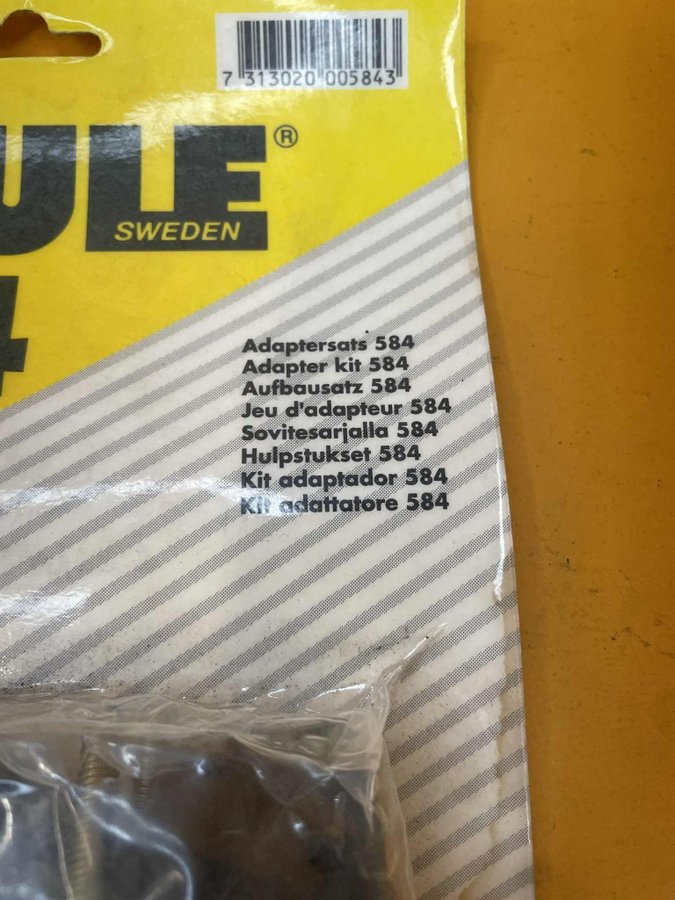 7 313020 005843
ULE®
SWEDEN
4
Adaptersats 584
Adapter kit 584
Aufbausatz 584
Jeu d'adapteur 584
Sovitesarjalla 584
Hulpstukset 584
Kit adaptador 584
Kit adattatore 584